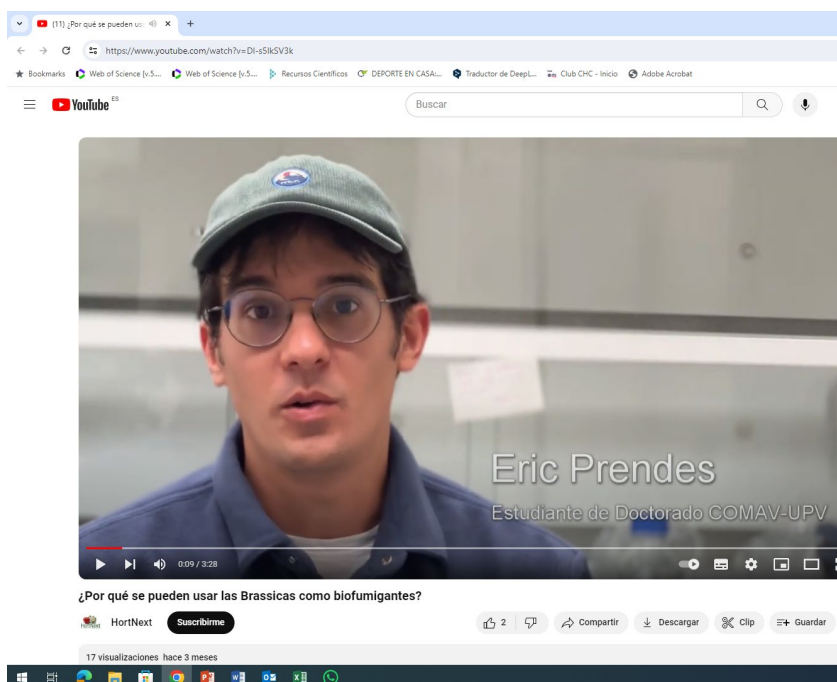 (11) ¿Por qué se pueden us
https://www.youtube.com/watch?v=DI-s5IkSV3k
Bookmarks Web of Science [v.5.... Web of Science [v.5.... Recursos Científicos DEPORTE EN CASA:... Traductor de DeepL... Club CHC - Inicio Adobe Acrobat
YouTube ES
Buscar
Eric Prendes
Estudiante de Doctorado COMAV-UPV
0:09 / 3:28
¿Por qué se pueden usar las Brassicas como biofumigantes?
HortNext Suscribirme 2 Compartir Descargar Clip Guardar
17 visualizaciones hace 3 meses